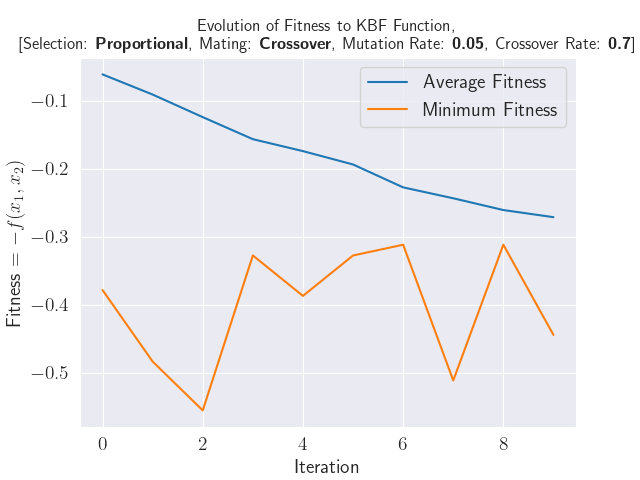 Evolution of Fitness to KBF Function,
[Selection: Proportional, Mating: Crossover, Mutation Rate: 0.05, Crossover Rate: 0.7]
Average Fitness
Minimum Fitness
−0.1
−0.2
−0.3
−0.4
−0.5
Fitness = −f(x₁, x₂)
0 2 4 6 8
Iteration